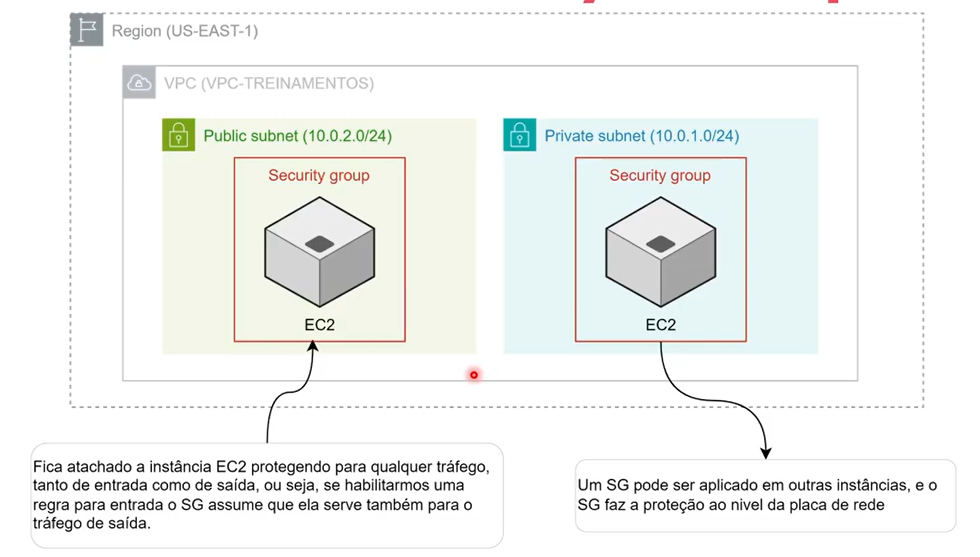 Region (US-EAST-1)
VPC (VPC-TREINAMENTOS)
Public subnet (10.0.2.0/24)
Private subnet (10.0.1.0/24)
Security group
Security group
EC2
EC2
Fica atachado a instância EC2 protegendo para qualquer tráfego,
tanto de entrada como de saída, ou seja, se habilitarmos uma
regra para entrada o SG assume que ela serve também para o
tráfego de saída.
Um SG pode ser aplicado em outras instâncias, e o
SG faz a proteção ao nivel da placa de rede